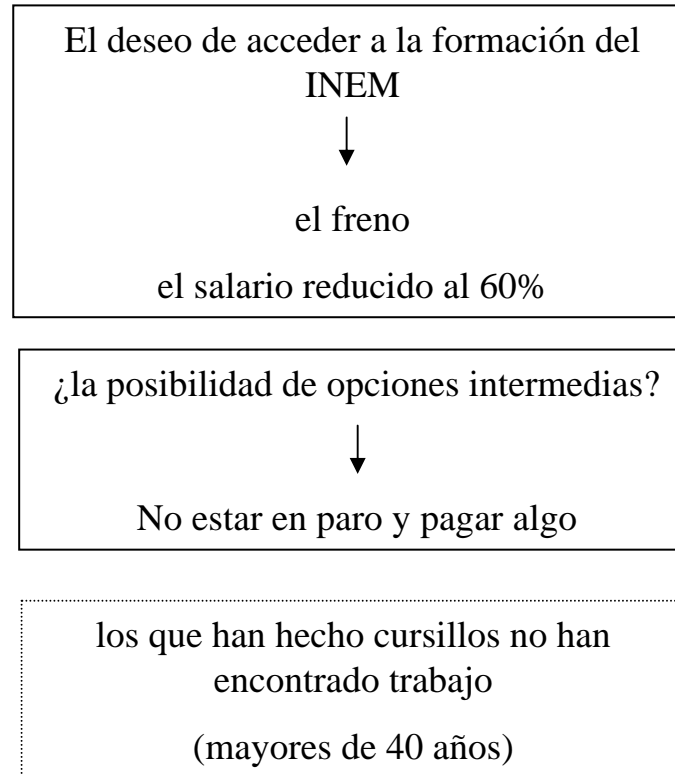 El deseo de acceder a la formación del
INEM
el freno
el salario reducido al 60%
¿la posibilidad de opciones intermedias?
No estar en paro y pagar algo
los que han hecho cursillos no han
encontrado trabajo
(mayores de 40 años)